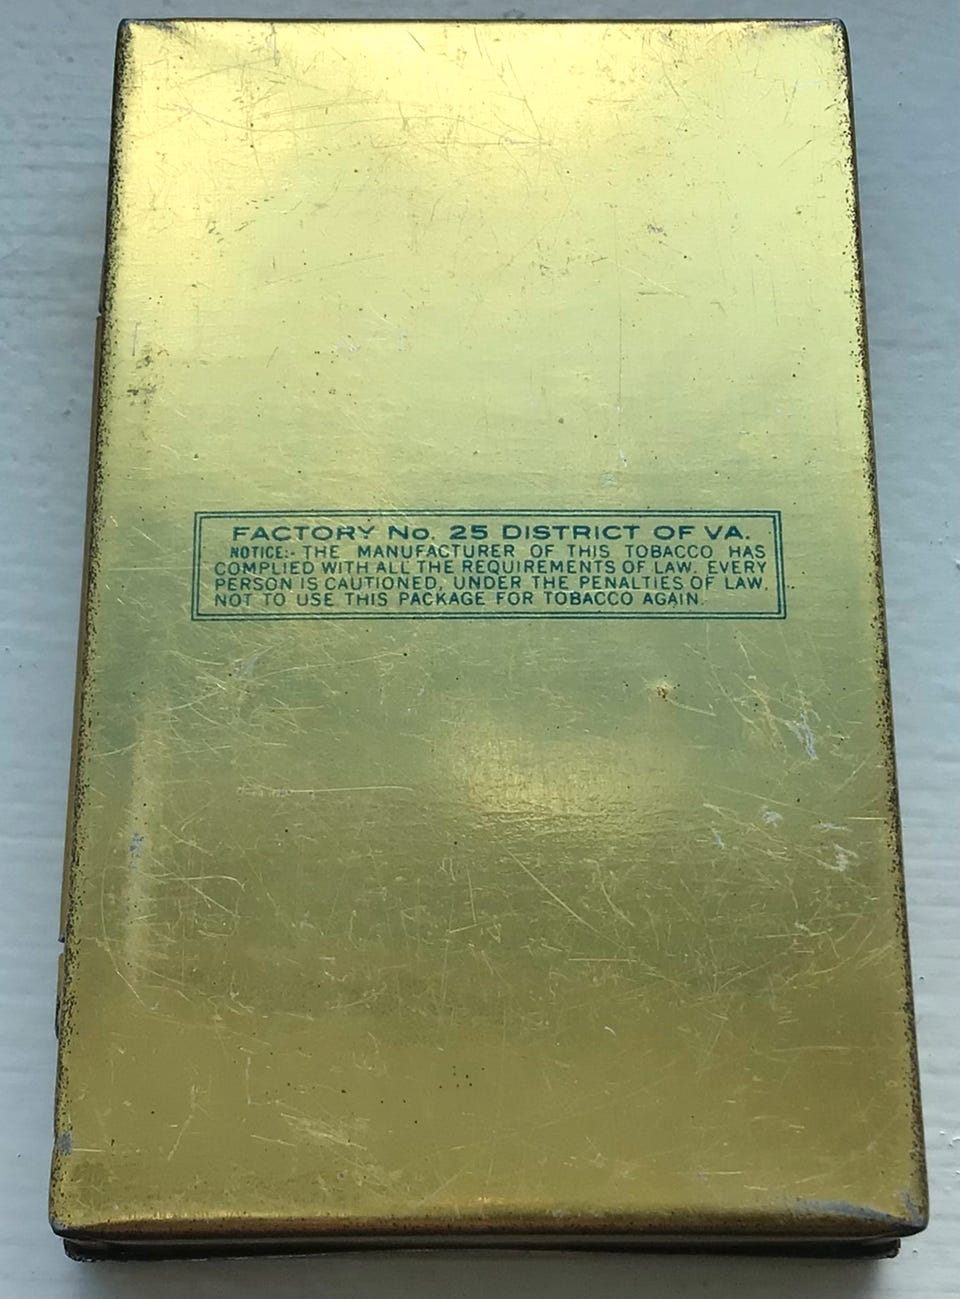 FACTORY No. 25 DISTRICT OF VA.
NOTICE:- THE MANUFACTURER OF THIS TOBACCO HAS
COMPLIED WITH ALL THE REQUIREMENTS OF LAW. EVERY
PERSON IS CAUTIONED, UNDER THE PENALTIES OF LAW,
NOT TO USE THIS PACKAGE FOR TOBACCO AGAIN.